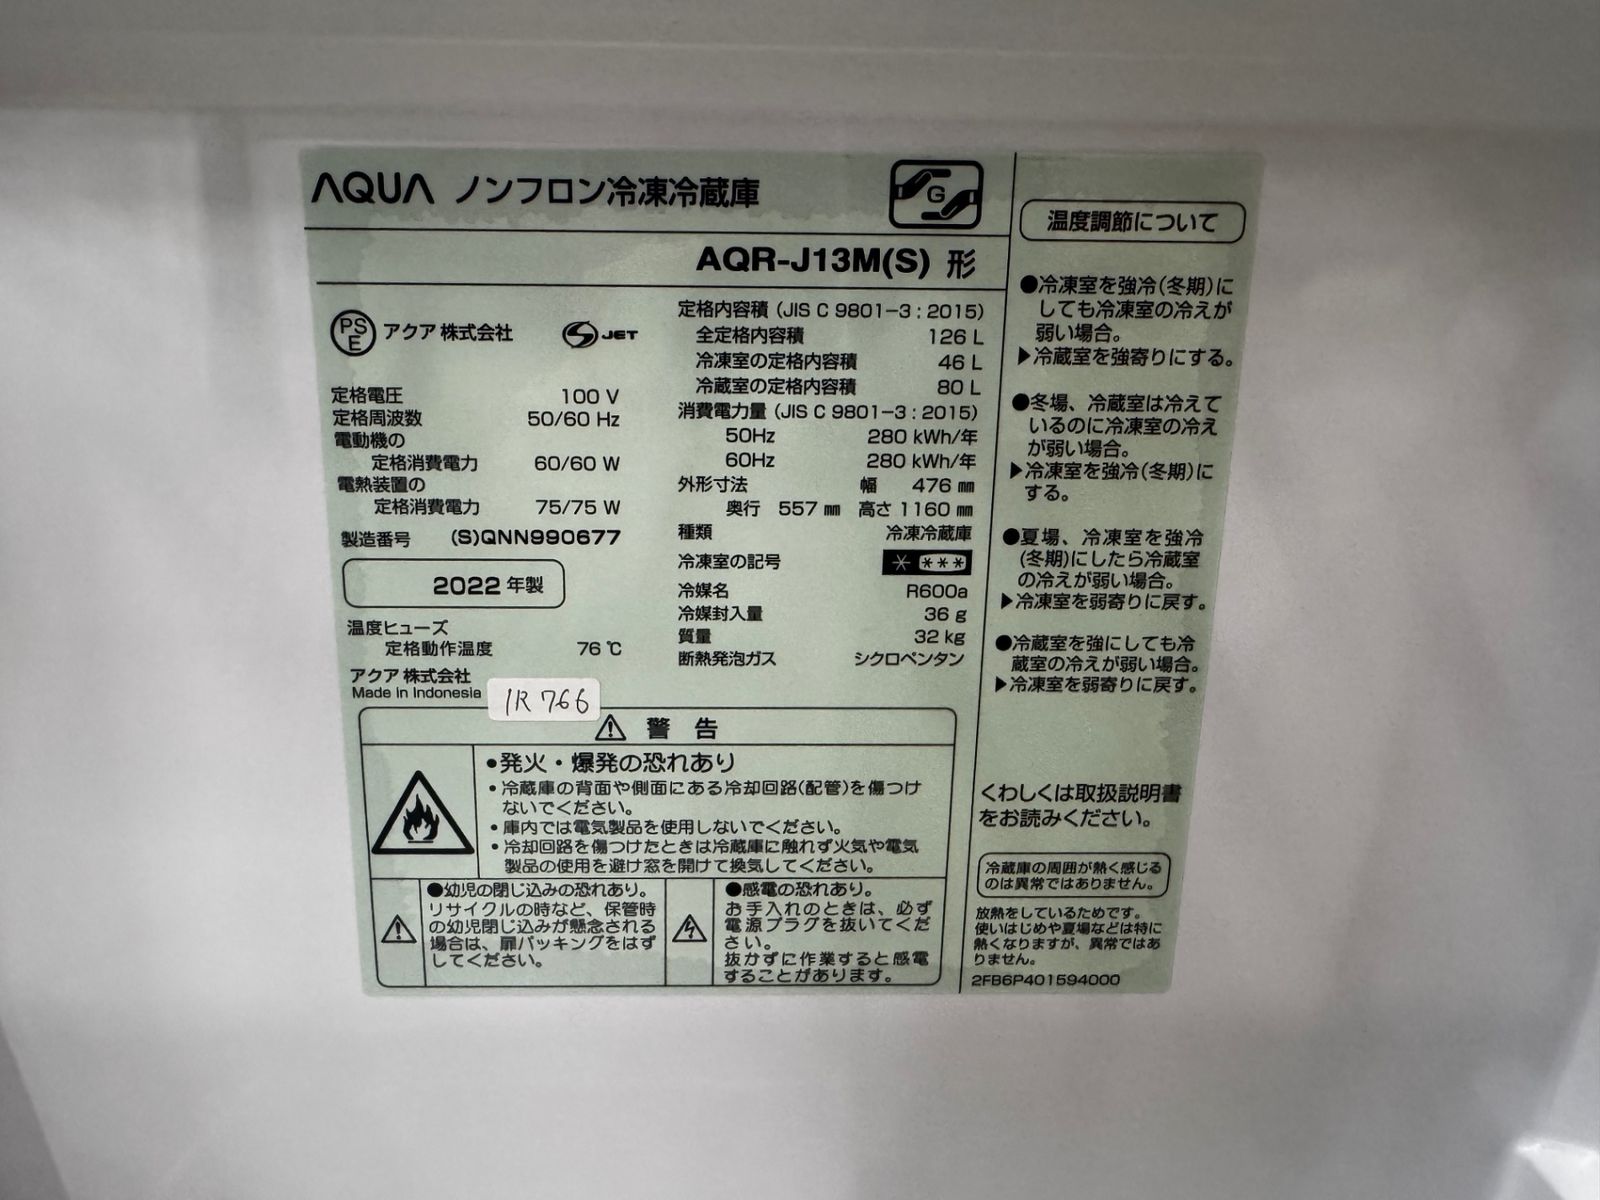 AQUA ノンフロン冷凍冷蔵庫
G
AQR-J13M(S) 形
PS
E
アクア 株式会社
S JET
定格電圧 100 V
定格周波数 50/60 Hz
電動機の
定格消費電力 60/60 W
電熱装置の
定格消費電力 75/75 W
製造番号 (S)QNN990677
2022 年製
温度ヒューズ
定格動作温度 76 ℃
アクア 株式会社
Made in Indonesia
定格内容積 (JIS C 9801-3 : 2015)
全定格内容積 126 L
冷凍室の定格内容積 46 L
冷蔵室の定格内容積 80 L
消費電力量 (JIS C 9801-3 : 2015)
50Hz 280 kWh/年
60Hz 280 kWh/年
外形寸法 幅 476 ㎜
奥行 557 ㎜ 高さ 1160 ㎜
種類 冷凍冷蔵庫
冷凍室の記号 * ***
冷媒名 R600a
冷媒封入量 36 g
質量 32 kg
断熱発泡ガス シクロペンタン
1R 766
⚠ 警 告
•発火・爆発の恐れあり
•冷蔵庫の背面や側面にある冷却回路(配管)を傷つけ
ないでください。
•庫内では電気製品を使用しないでください。
•冷却回路を傷つけたときは冷蔵庫に触れず火気や電気
製品の使用を避け窓を開けて換気してください。
●幼児の閉じ込みの恐れあり。
リサイクルの時など、保管時
の幼児閉じ込みが懸念される
場合は、扉パッキングをはず
してください。
●感電の恐れあり。
お手入れのときは、必ず
電源プラグを抜いてくだ
さい。
抜かずに作業すると感電
することがあります。
温度調節について
●冷凍室を強冷(冬期)に
しても冷凍室の冷えが
弱い場合。
▶冷蔵室を強寄りにする。
●冬場、冷蔵室は冷えて
いるのに冷凍室の冷え
が弱い場合。
▶冷凍室を強冷(冬期)に
する。
●夏場、冷凍室を強冷
(冬期)にしたら冷蔵室
の冷えが弱い場合。
▶冷凍室を弱寄りに戻す。
●冷蔵室を強にしても冷
蔵室の冷えが弱い場合。
▶冷凍室を弱寄りに戻す。
くわしくは取扱説明書
をお読みください。
冷蔵庫の周囲が熱く感じる
のは異常ではありません。
放熱をしているためです。
使いはじめや夏場などは特に
熱くなりますが、異常ではあ
りません。
2FB6P401594000